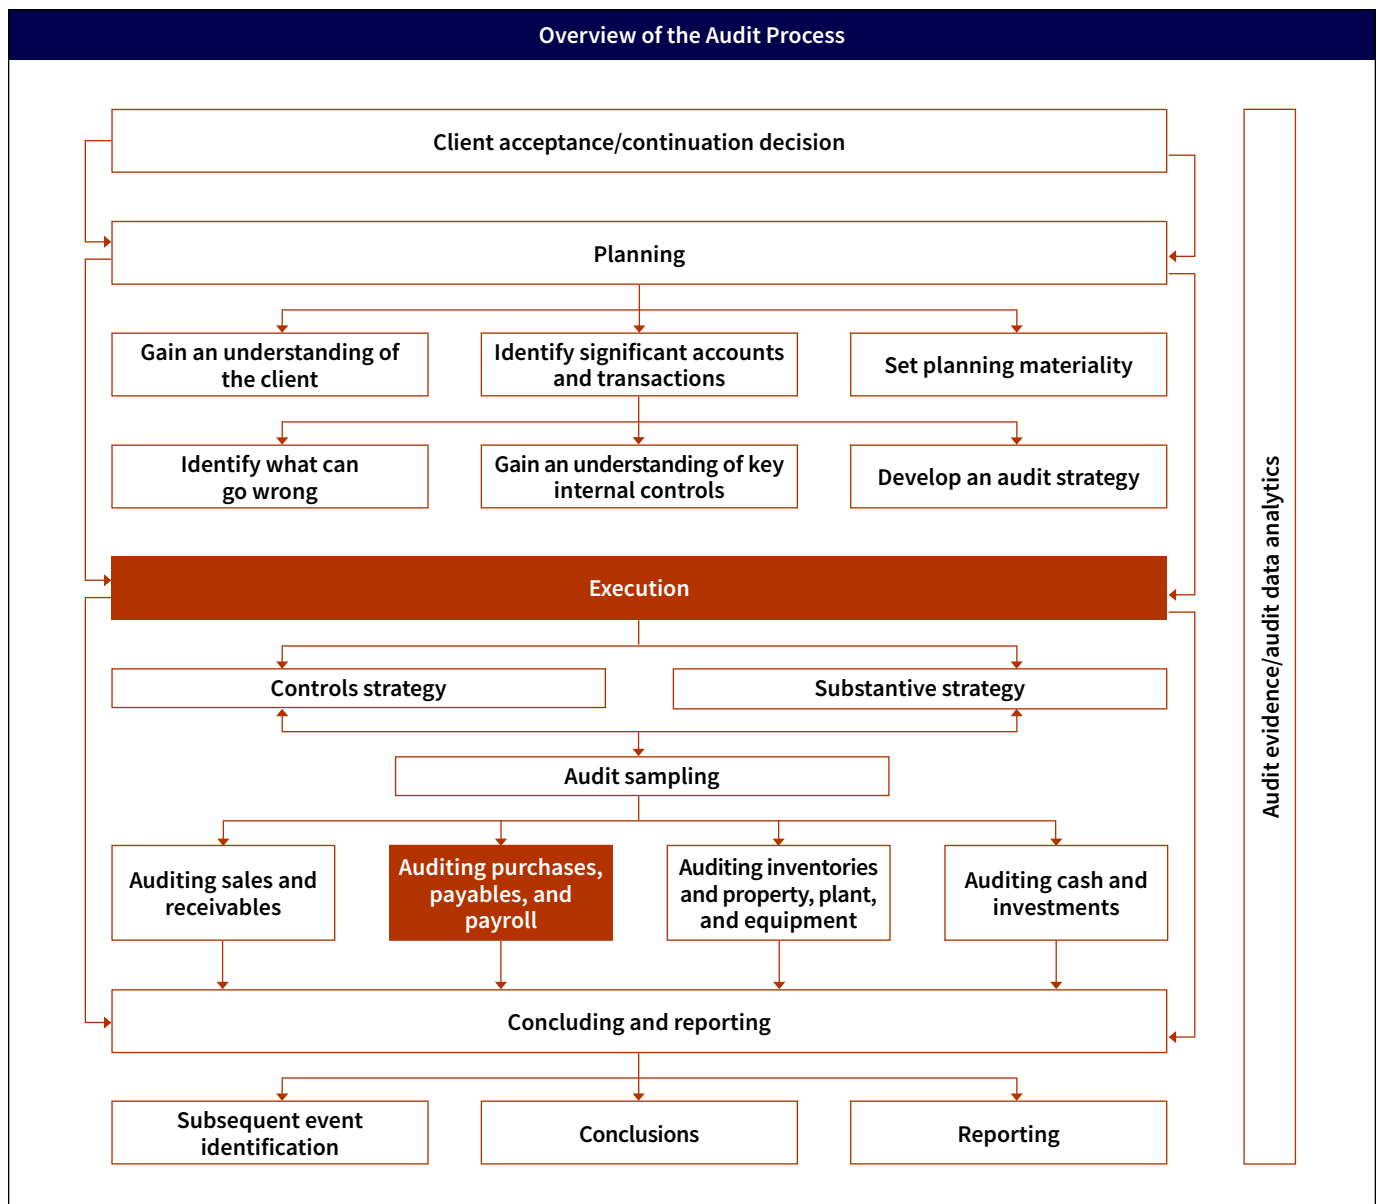 Overview of the Audit Process
Client acceptance/continuation decision
Planning
Gain an understanding of
the client
Identify significant accounts
and transactions
Set planning materiality
Identify what can
go wrong
Gain an understanding of key
internal controls
Develop an audit strategy
Execution
Controls strategy
Substantive strategy
Audit sampling
Auditing sales and
receivables
Auditing purchases,
payables, and
payroll
Auditing inventories
and property, plant,
and equipment
Auditing cash and
investments
Concluding and reporting
Subsequent event
identification
Conclusions
Reporting
Audit evidence/audit data analytics